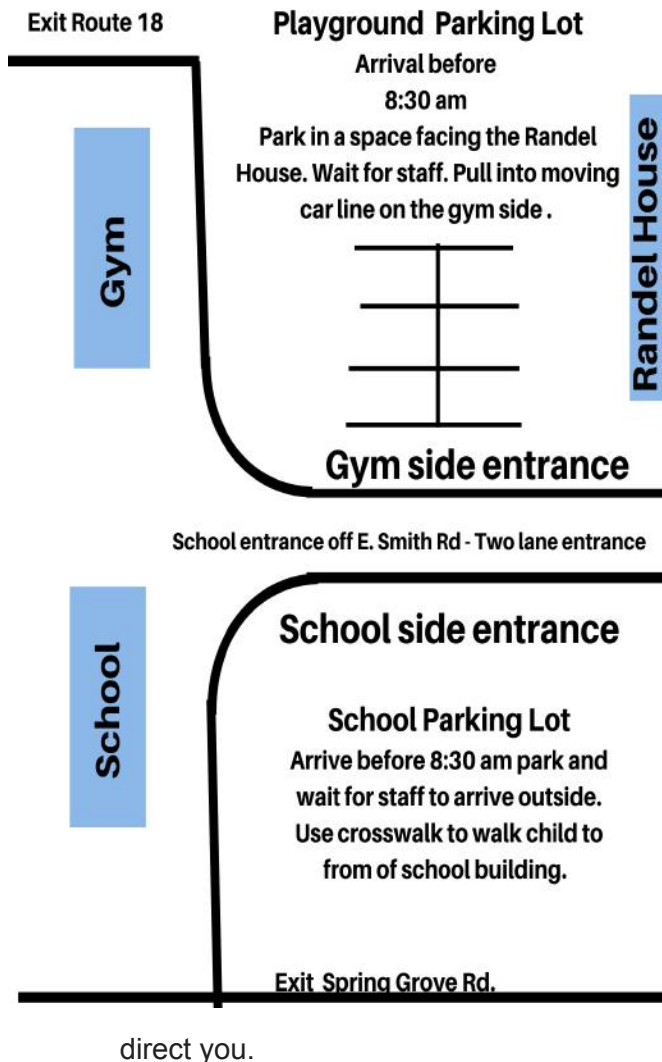 Exit Route 18
Playground Parking Lot
Arrival before
8:30 am
Park in a space facing the Randel
House. Wait for staff. Pull into moving
car line on the gym side .
Gym
Randel House
Gym side entrance
School entrance off E. Smith Rd - Two lane entrance
School side entrance
School
School Parking Lot
Arrive before 8:30 am park and
wait for staff to arrive outside.
Use crosswalk to walk child to
from of school building.
Exit Spring Grove Rd.
direct you.